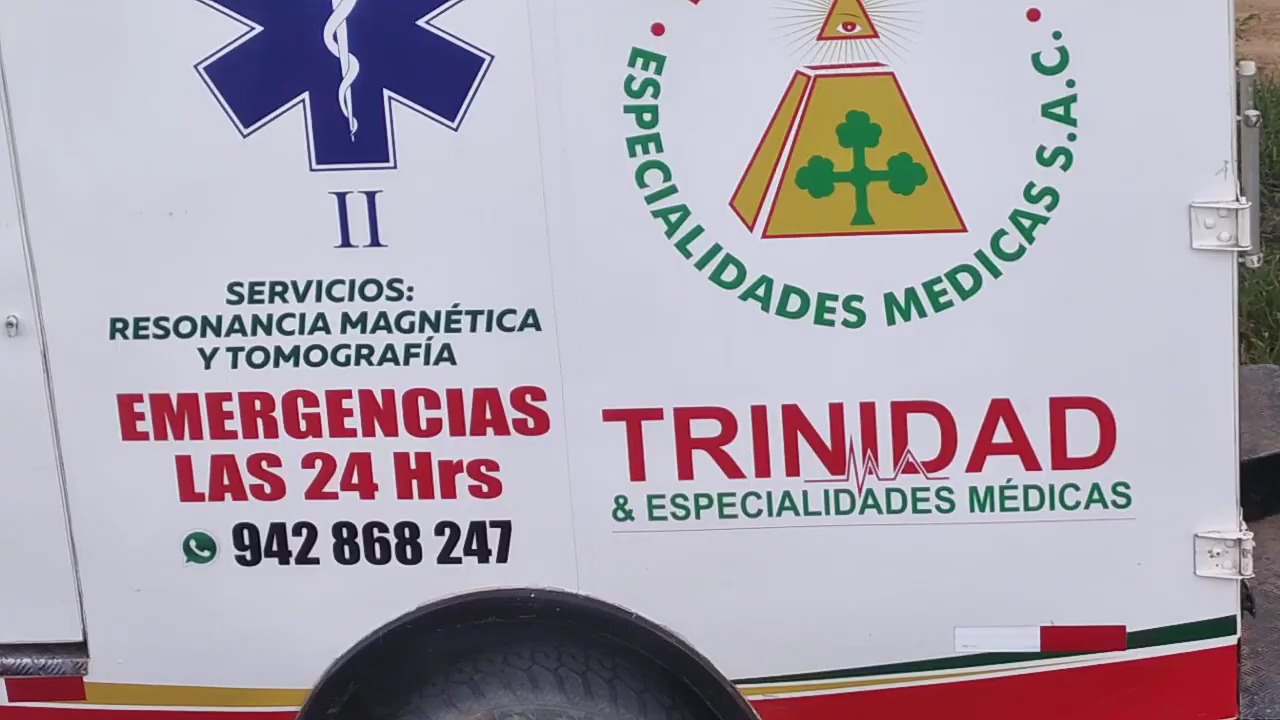 II
SERVICIOS:
RESONANCIA MAGNÉTICA
Y TOMOGRAFÍA
EMERGENCIAS
LAS 24 Hrs
942 868 247
ESPECIALIDADES MEDICAS S.A.C.
TRINIDAD
& ESPECIALIDADES MÉDICAS